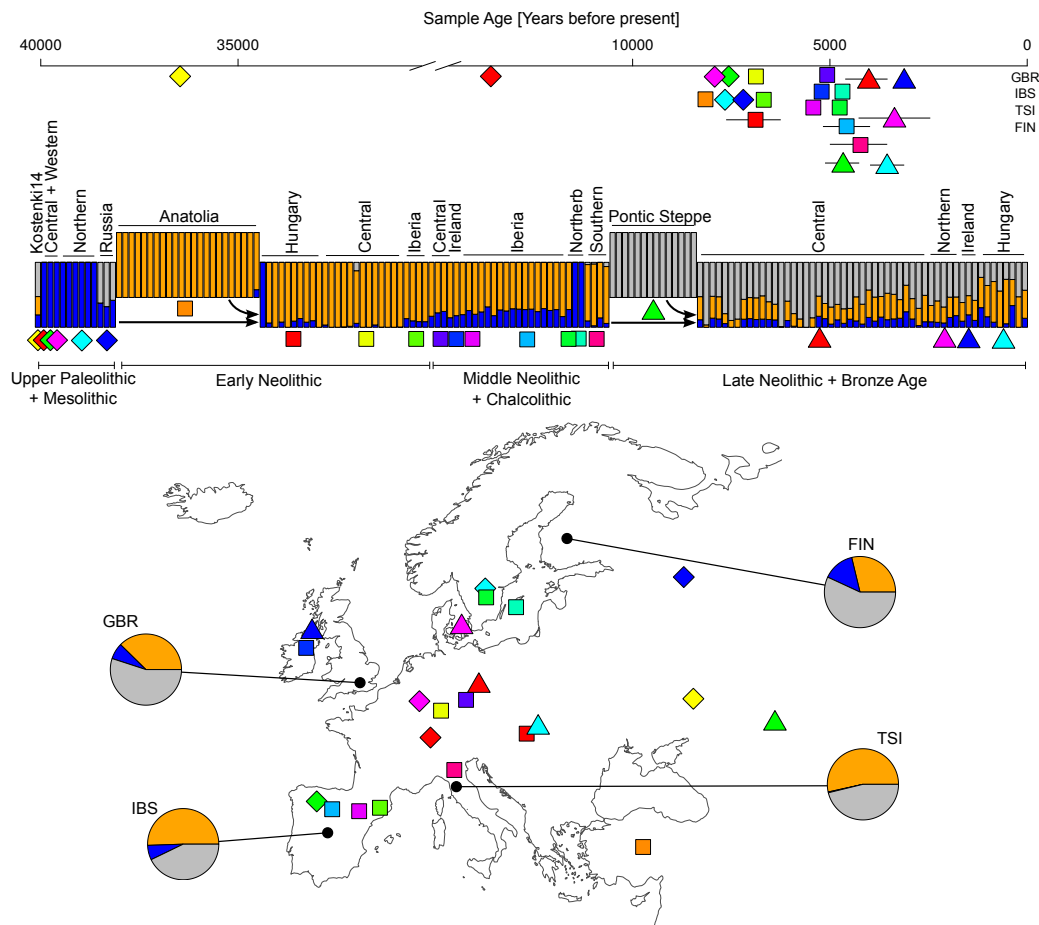 Sample Age [Years before present]
40000 35000 10000 5000 0
GBR
IBS
TSI
FIN
Kostenki14
Central + Western
Northern
Russia
Anatolia
Hungary
Central
Iberia
Central
Ireland
Iberia
Northerb
Southern
Pontic Steppe
Central
Northern
Ireland
Hungary
Upper Paleolithic
+ Mesolithic
Early Neolithic
Middle Neolithic
+ Chalcolithic
Late Neolithic + Bronze Age
FIN
GBR
TSI
IBS